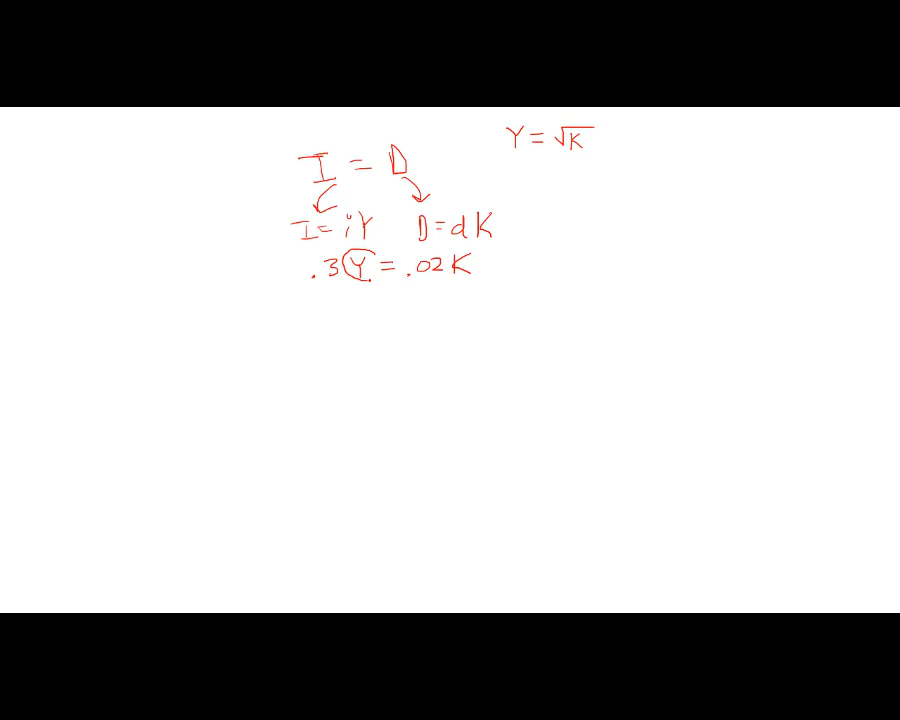 Y = √K
I = D
I = iY D = dK
.3Y = .02K